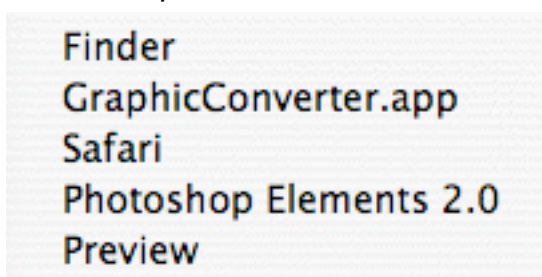 Finder
GraphicConverter.app
Safari
Photoshop Elements 2.0
Preview